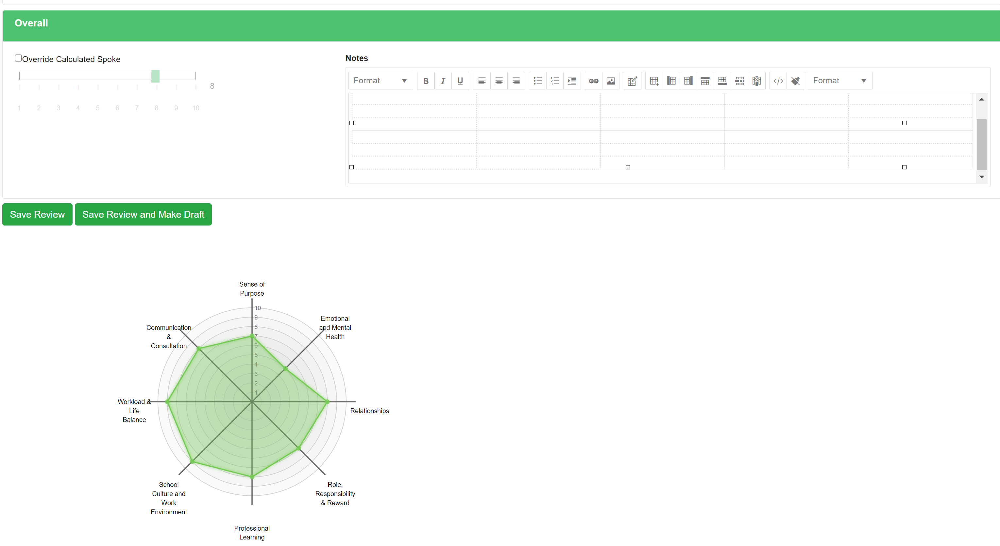 Overall
Override Calculated Spoke
8
1 2 3 4 5 6 7 8 9 10
Notes
Format B I U </> Format
Save Review Save Review and Make Draft
Sense of
Purpose
Emotional
and Mental
Health
Relationships
Role,
Responsibility
& Reward
Professional
Learning
School
Culture and
Work
Environment
Workload &
Life
Balance
Communication
&
Consultation
10
9
8
7
6
5
4
3
2
1